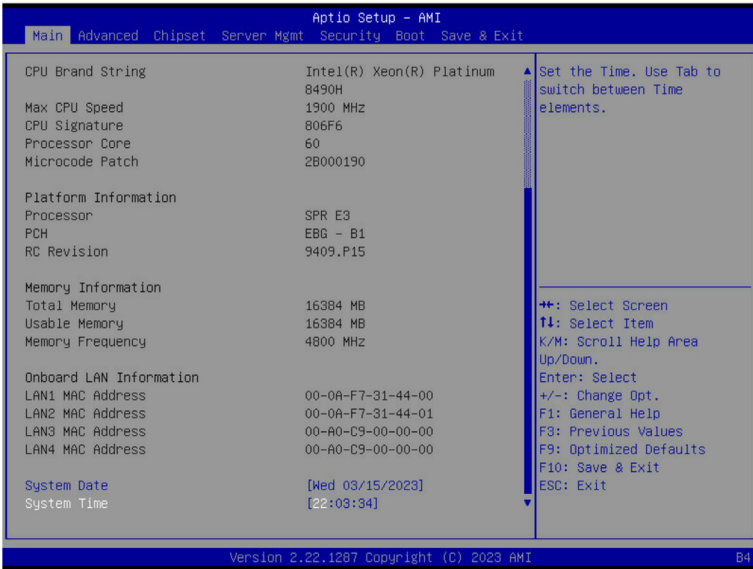 Aptio Setup – AMI
Main Advanced Chipset Server Mgmt Security Boot Save & Exit
CPU Brand String Intel(R) Xeon(R) Platinum 8490H
Max CPU Speed 1900 MHz
CPU Signature 806F6
Processor Core 60
Microcode Patch 2B000190
Platform Information
Processor SPR E3
PCH EBG - B1
RC Revision 9409.P15
Memory Information
Total Memory 16384 MB
Usable Memory 16384 MB
Memory Frequency 4800 MHz
Onboard LAN Information
LAN1 MAC Address 00-0A-F7-31-44-00
LAN2 MAC Address 00-0A-F7-31-44-01
LAN3 MAC Address 00-A0-C9-00-00-00
LAN4 MAC Address 00-A0-C9-00-00-00
System Date [Wed 03/15/2023]
System Time [22:03:34]
Set the Time. Use Tab to
switch between Time
elements.
→←: Select Screen
↑↓: Select Item
K/M: Scroll Help Area
Up/Down.
Enter: Select
+/-: Change Opt.
F1: General Help
F3: Previous Values
F9: Optimized Defaults
F10: Save & Exit
ESC: Exit
Version 2.22.1287 Copyright (C) 2023 AMI
B4